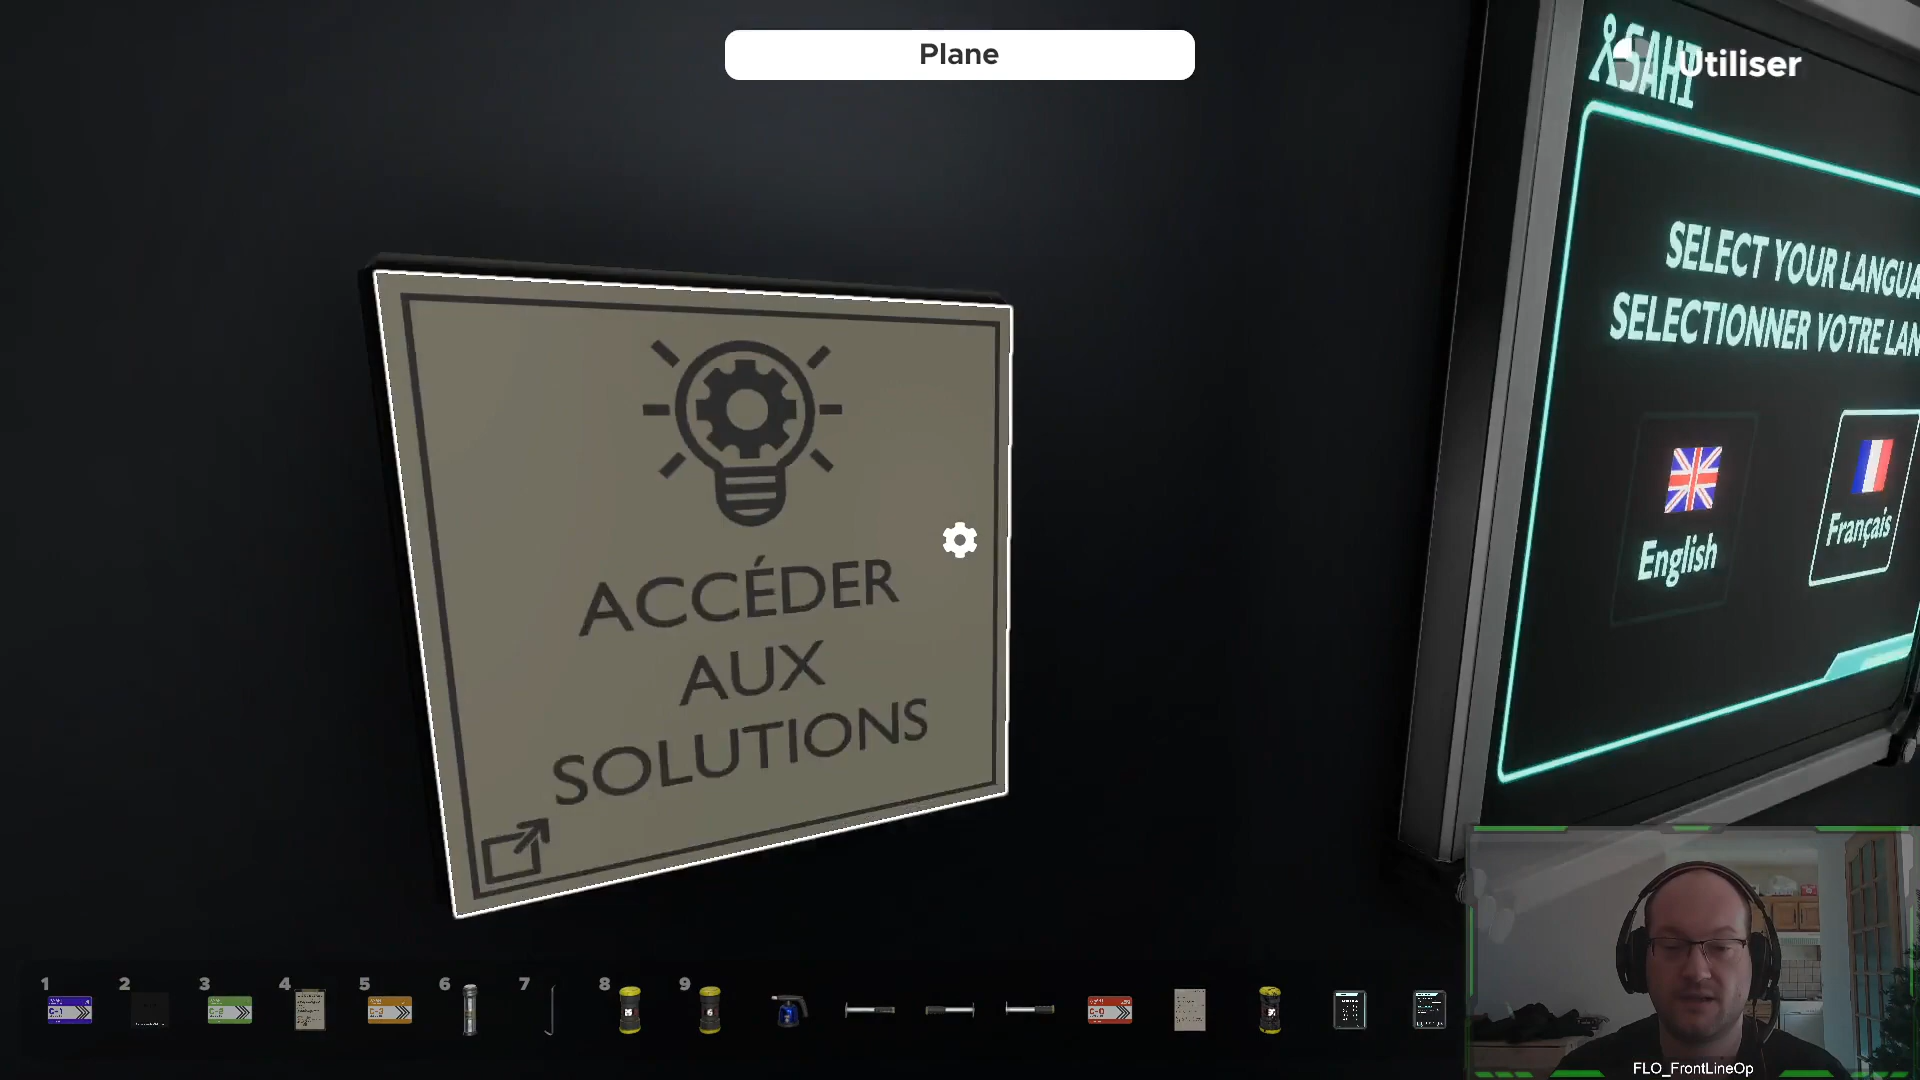 Plane
Utiliser
ASAHI
SELECT YOUR LANGUA
SELECTIONNER VOTRE LAN
English
Français
ACCÉDER
AUX
SOLUTIONS
1 2 3 4 5 6 7 8 9
FLO_FrontLineOp